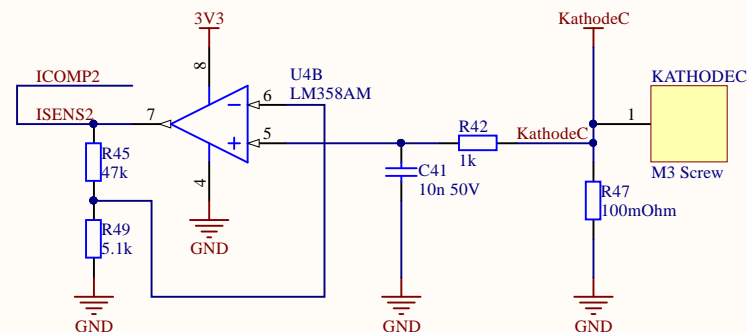 3V3
KathodeC
ICOMP2
ISENS2
7
8
4
6
5
U4B
LM358AM
R45
47k
R49
5.1k
GND
GND
C41
10n 50V
GND
R42
1k
KathodeC
1
KATHODEC
M3 Screw
R47
100mOhm
GND